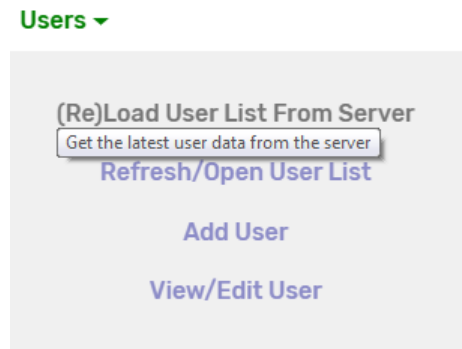 Users
(Re)Load User List From Server
Get the latest user data from the server
Refresh/Open User List
Add User
View/Edit User